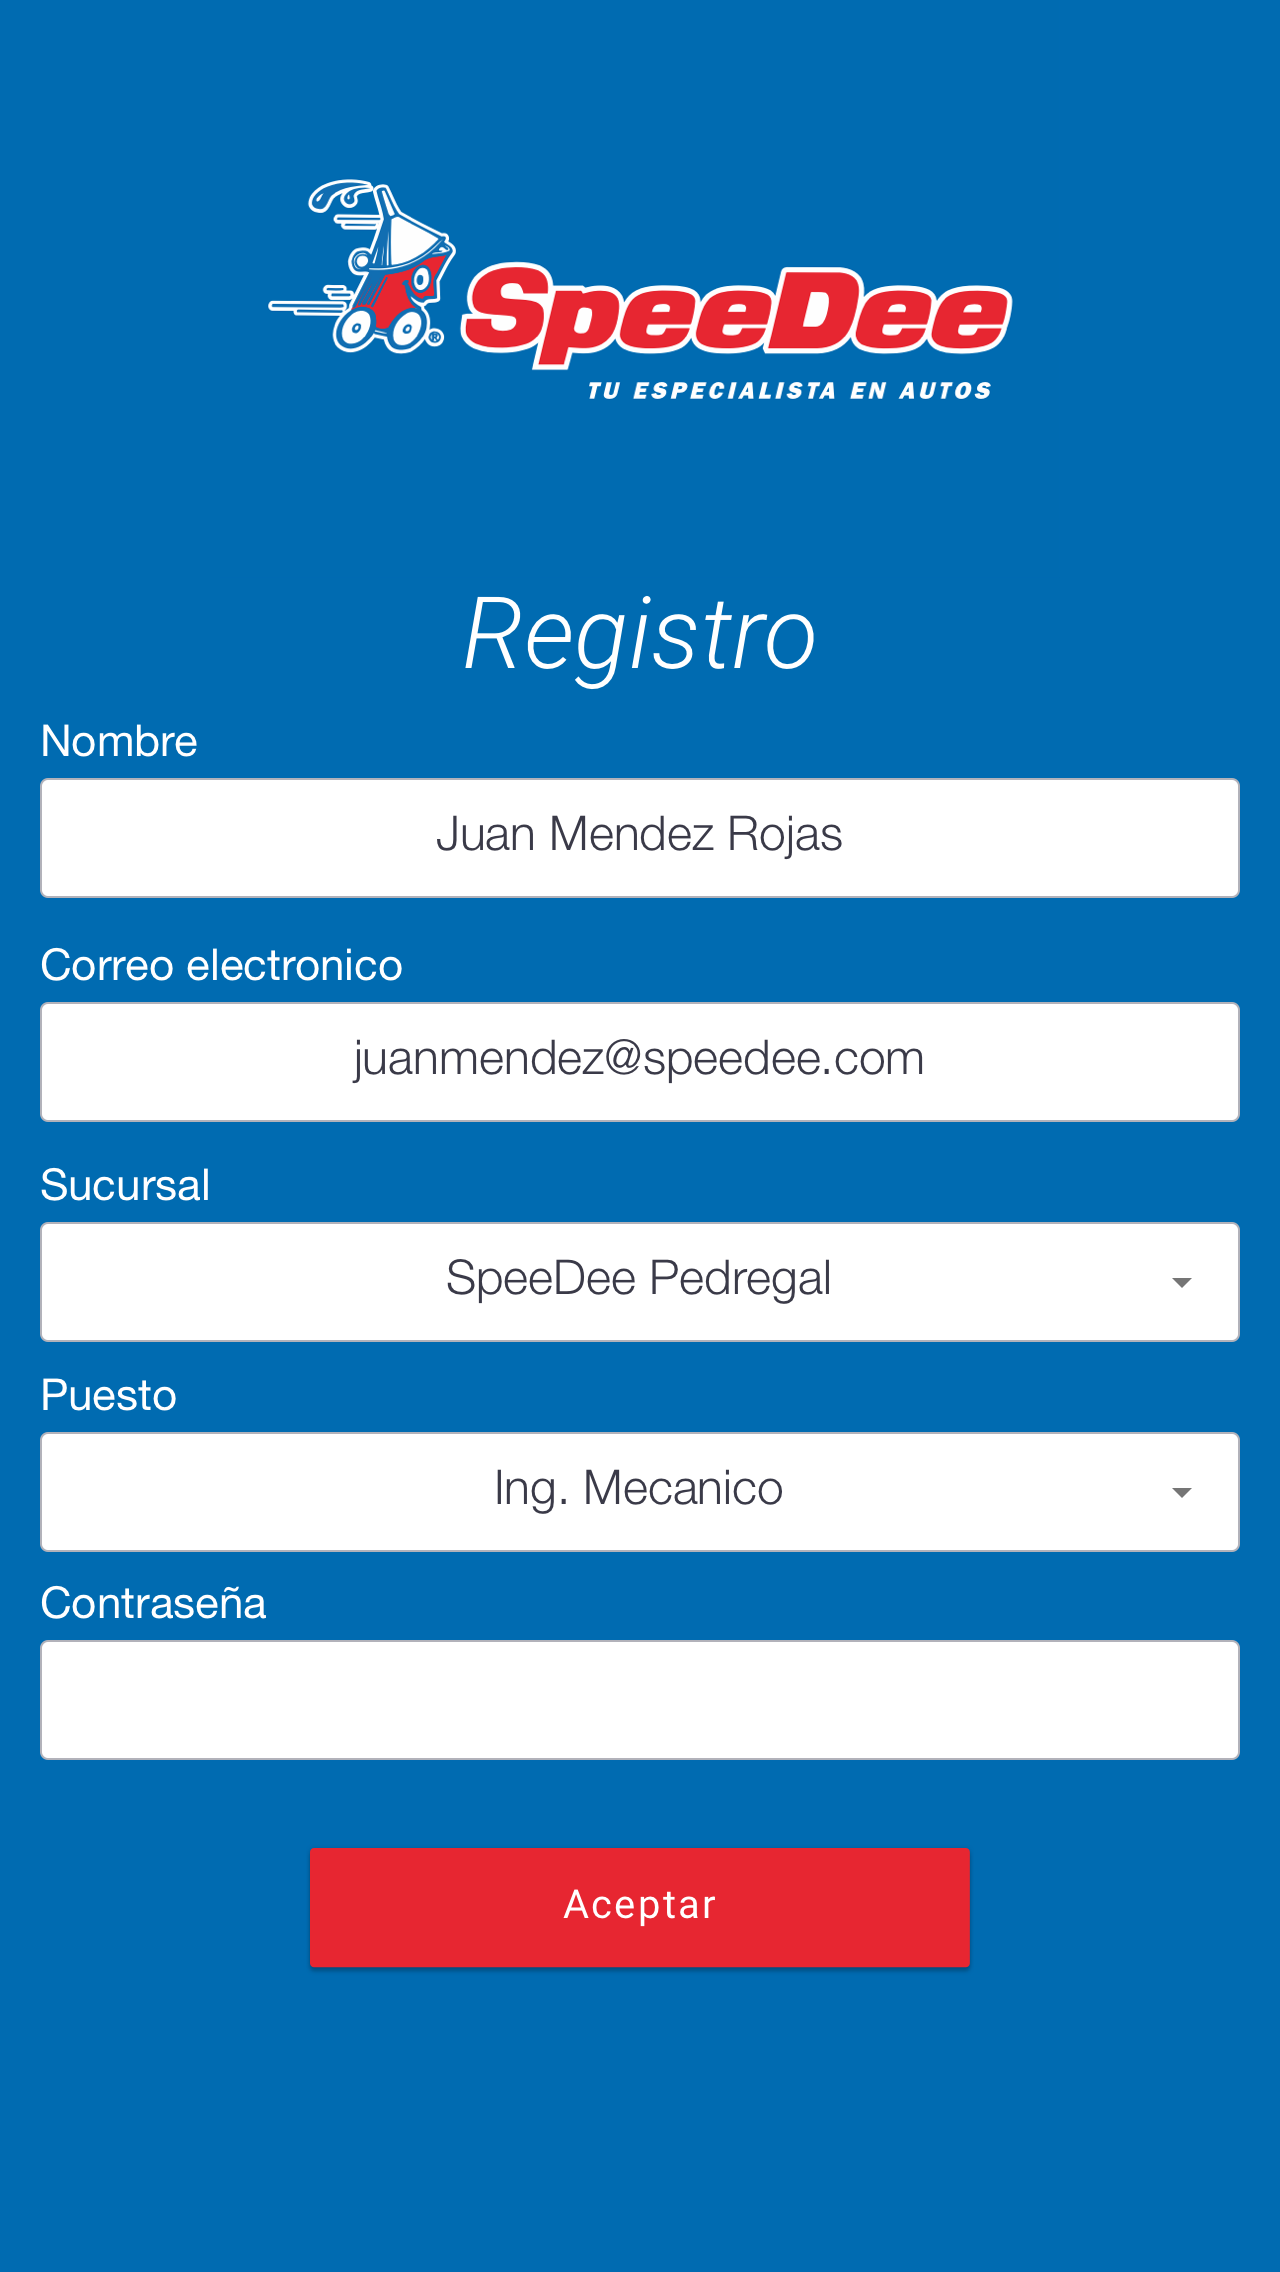 SpeeDee
TU ESPECIALISTA EN AUTOS
Registro
Nombre
Juan Mendez Rojas
Correo electronico
juanmendez@speedee.com
Sucursal
SpeeDee Pedregal
Puesto
Ing. Mecanico
Contraseña
Aceptar